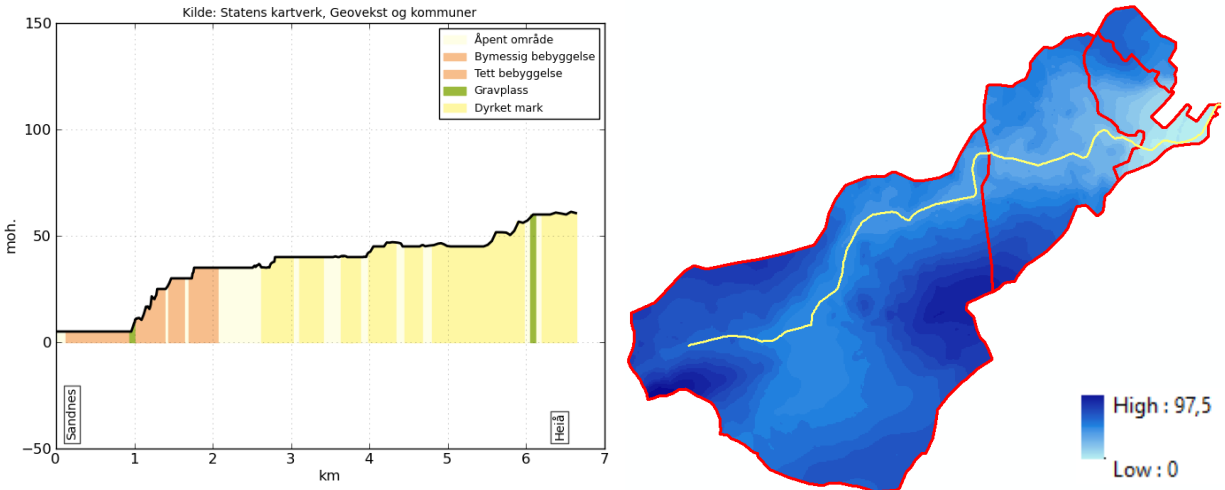 Kilde: Statens kartverk, Geovekst og kommuner
150
100
50
0
−50
moh.
Åpent område
Bymessig bebyggelse
Tett bebyggelse
Gravplass
Dyrket mark
Sandnes
Heiå
0 1 2 3 4 5 6 7
km
High : 97,5
Low : 0